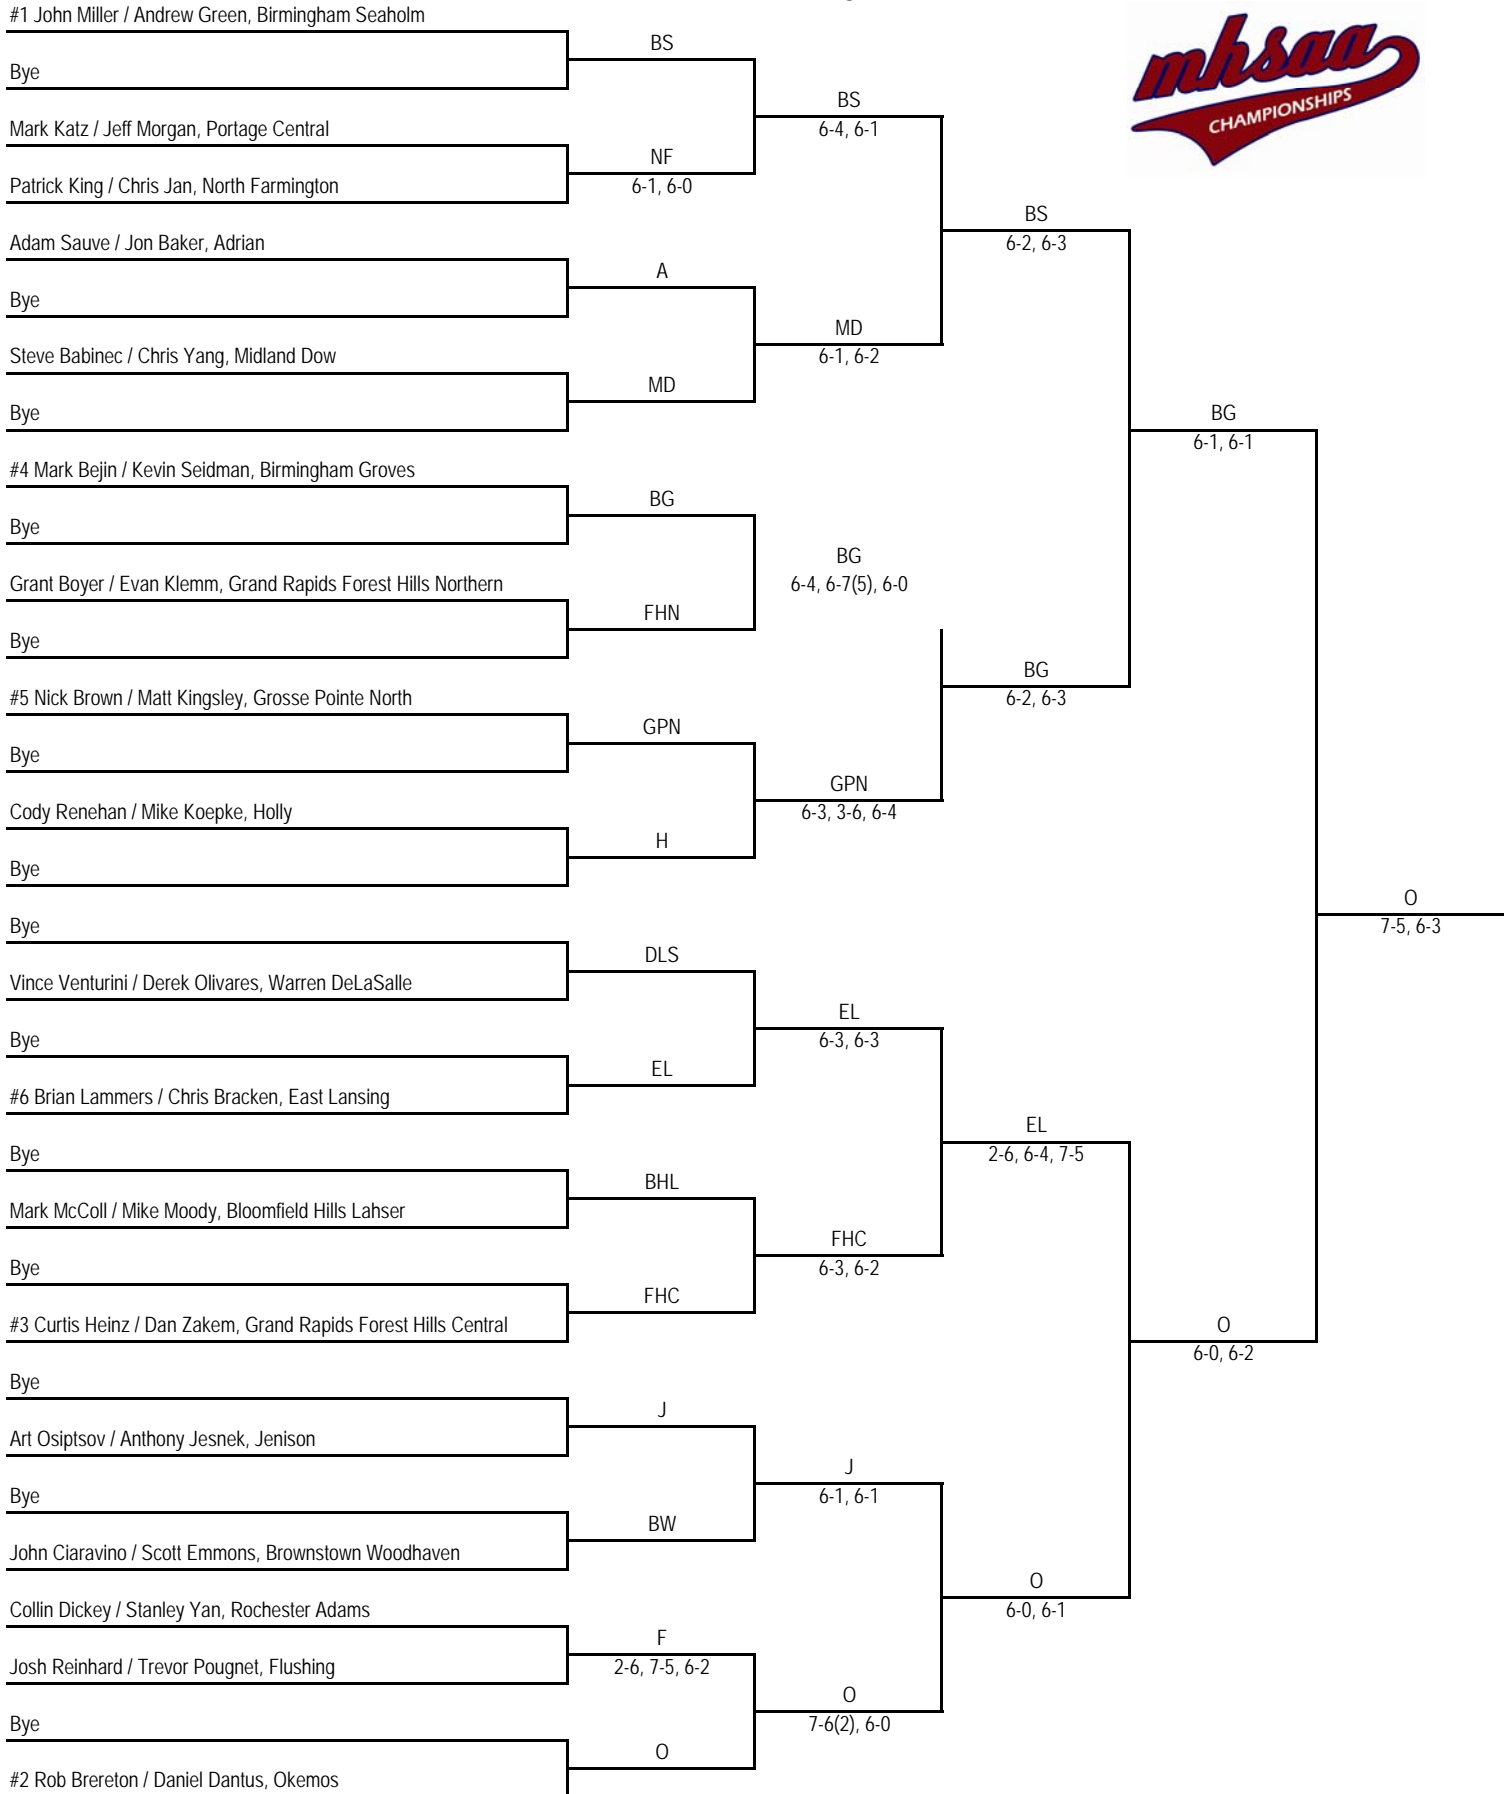 #1 John Miller / Andrew Green, Birmingham Seaholm
BS
Bye
BS
6-4, 6-1
Mark Katz / Jeff Morgan, Portage Central
NF
6-1, 6-0
Patrick King / Chris Jan, North Farmington
BS
6-2, 6-3
Adam Sauve / Jon Baker, Adrian
A
Bye
MD
6-1, 6-2
Steve Babinec / Chris Yang, Midland Dow
MD
Bye
BG
6-1, 6-1
#4 Mark Bejin / Kevin Seidman, Birmingham Groves
BG
Bye
BG
6-4, 6-7(5), 6-0
Grant Boyer / Evan Klemm, Grand Rapids Forest Hills Northern
FHN
Bye
BG
6-2, 6-3
#5 Nick Brown / Matt Kingsley, Grosse Pointe North
GPN
Bye
GPN
6-3, 3-6, 6-4
Cody Renehan / Mike Koepke, Holly
H
Bye
O
7-5, 6-3
Bye
DLS
Vince Venturini / Derek Olivares, Warren DeLaSalle
EL
6-3, 6-3
Bye
EL
#6 Brian Lammers / Chris Bracken, East Lansing
EL
2-6, 6-4, 7-5
Bye
BHL
Mark McColl / Mike Moody, Bloomfield Hills Lahser
FHC
6-3, 6-2
Bye
FHC
#3 Curtis Heinz / Dan Zakem, Grand Rapids Forest Hills Central
O
6-0, 6-2
Bye
J
Art Osiptsov / Anthony Jesnek, Jenison
J
6-1, 6-1
Bye
BW
John Ciaravino / Scott Emmons, Brownstown Woodhaven
O
6-0, 6-1
Collin Dickey / Stanley Yan, Rochester Adams
F
2-6, 7-5, 6-2
Josh Reinhard / Trevor Pougnet, Flushing
O
7-6(2), 6-0
Bye
O
#2 Rob Brereton / Daniel Dantus, Okemos
mhsaa
CHAMPIONSHIPS